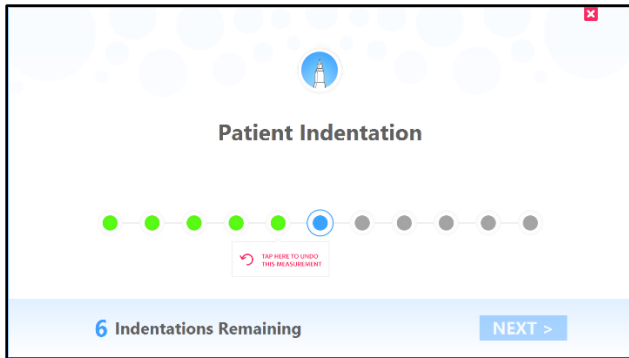 Patient Indentation
TAP HERE TO UNDO
THIS MEASUREMENT
6 Indentations Remaining
NEXT >